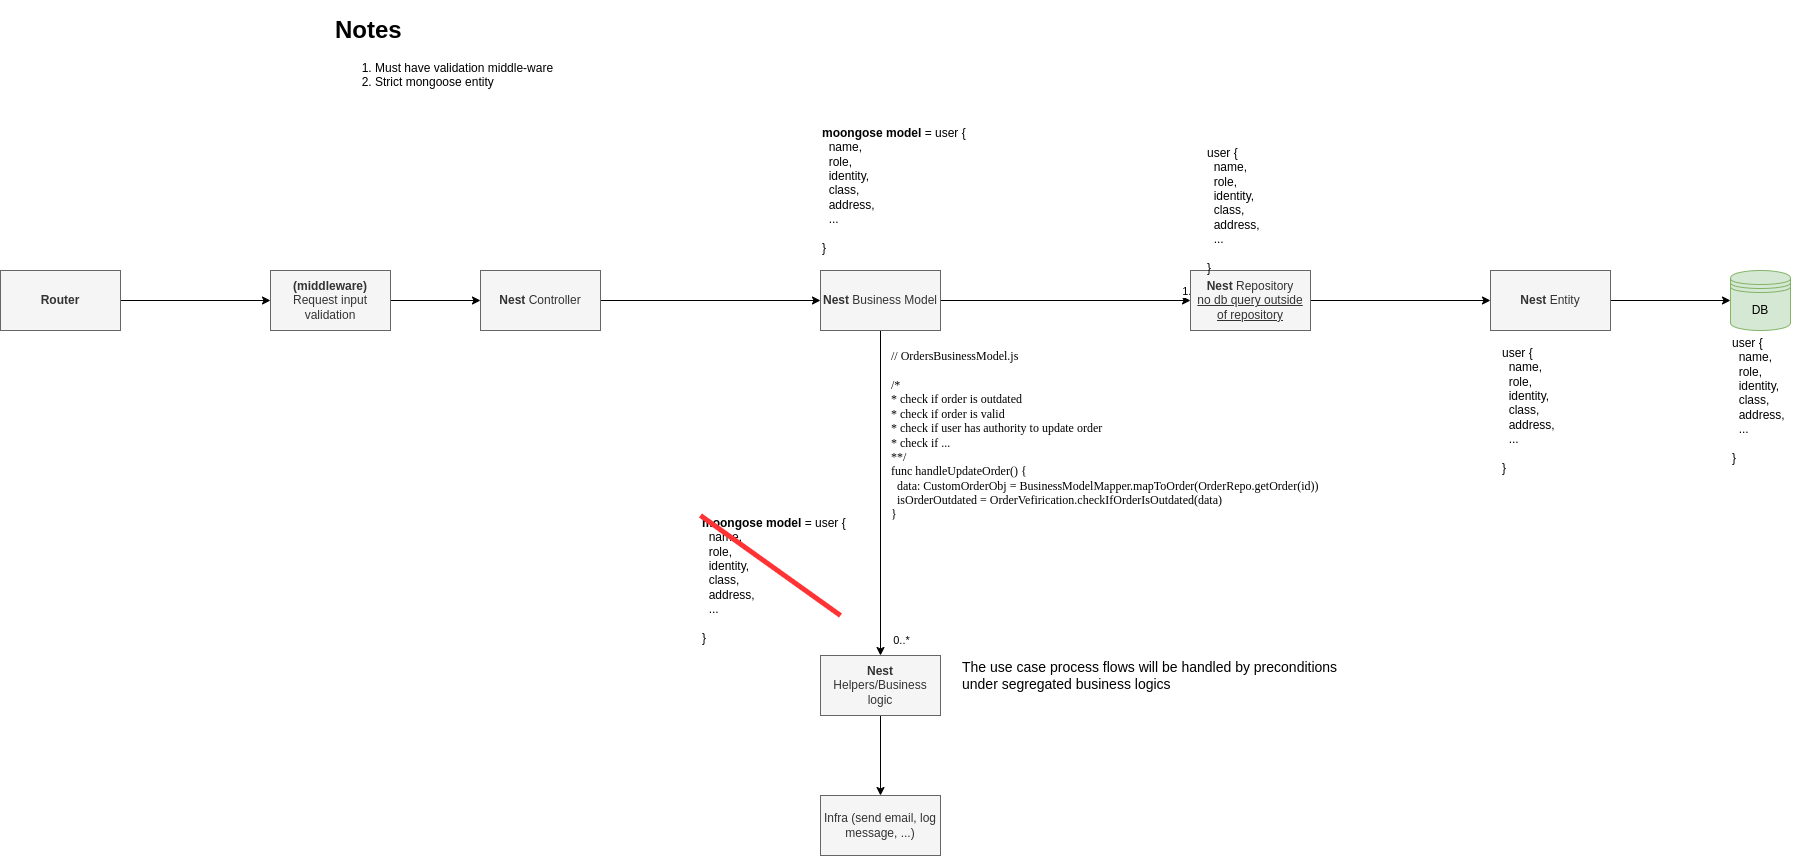 Notes
1. Must have validation middle-ware
2. Strict mongoose entity
moongose model = user {
name,
role,
identity,
class,
address,
...
}
user {
name,
role,
identity,
class,
address,
...
}
Router
(middleware)
Request input
validation
Nest Controller
Nest Business Model
1..
Nest Repository
no db query outside
of repository
Nest Entity
DB
user {
name,
role,
identity,
class,
address,
...
}
user {
name,
role,
identity,
class,
address,
...
}
// OrdersBusinessModel.js
/*
* check if order is outdated
* check if order is valid
* check if user has authority to update order
* check if ...
**/
func handleUpdateOrder() {
data: CustomOrderObj = BusinessModelMapper.mapToOrder(OrderRepo.getOrder(id))
isOrderOutdated = OrderVefirication.checkIfOrderIsOutdated(data)
}
moongose model = user {
name,
role,
identity,
class,
address,
...
}
0..*
Nest
Helpers/Business
logic
The use case process flows will be handled by preconditions
under segregated business logics
Infra (send email, log
message, ...)